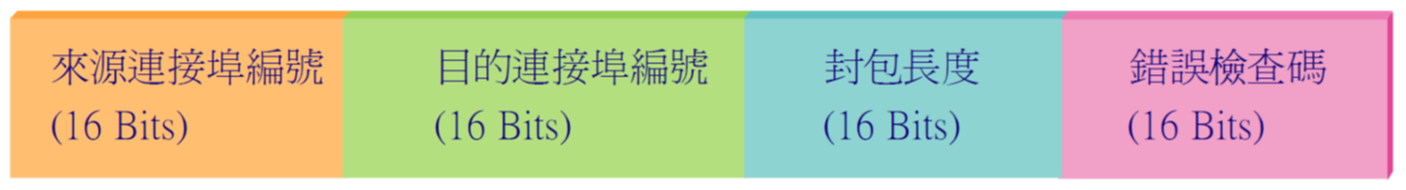 來源連接埠編號
(16 Bits)
目的連接埠編號
(16 Bits)
封包長度
(16 Bits)
錯誤檢查碼
(16 Bits)